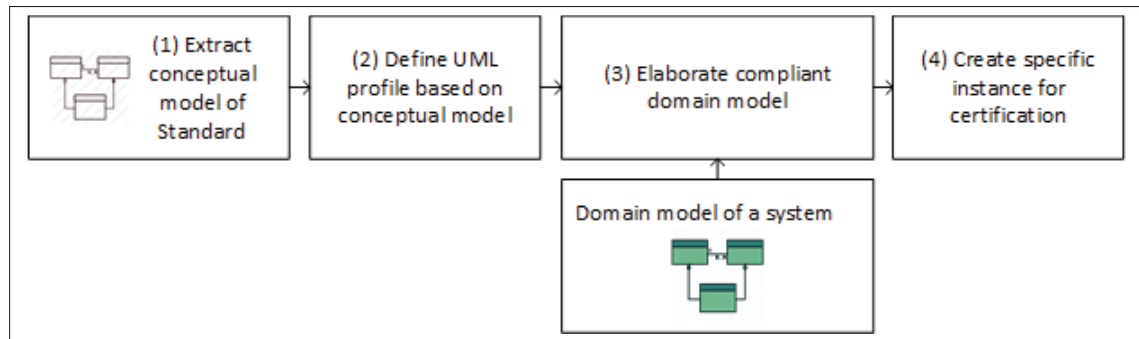 (1) Extract
conceptual
model of
Standard
(2) Define UML
profile based on
conceptual model
(3) Elaborate compliant
domain model
(4) Create specific
instance for
certification
Domain model of a system